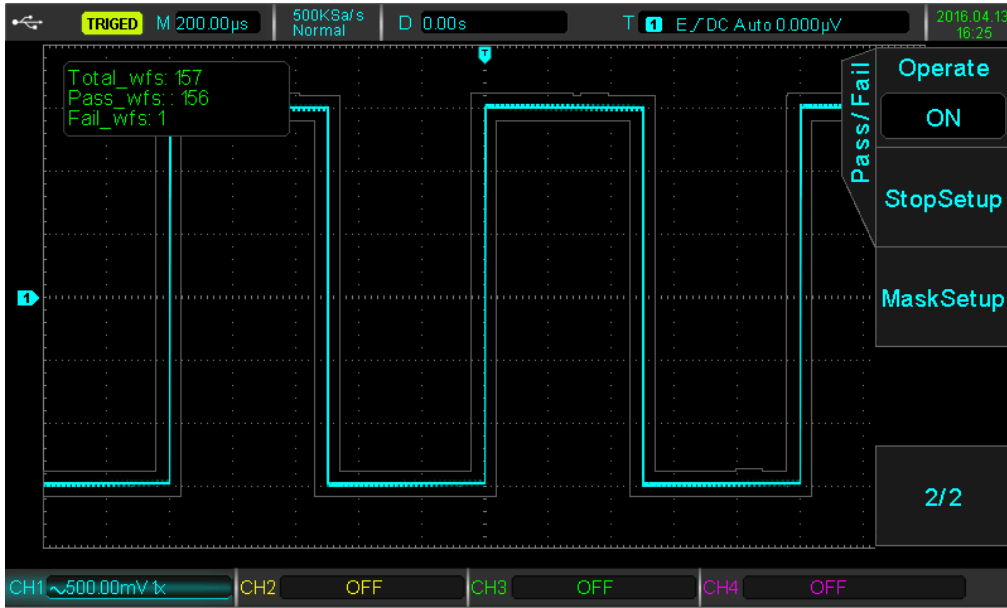 TRIGED M 200.00µs 500KSa/s D 0.00s T 1 E DC Auto 0.000µV 2016.04.13
Normal 16:25
T
Total_wfs: 157
Pass_wfs: : 156
Fail_wfs: 1
Pass/Fail
Operate
ON
StopSetup
1
MaskSetup
2/2
CH1 500.00mV 1x CH2 OFF CH3 OFF CH4 OFF